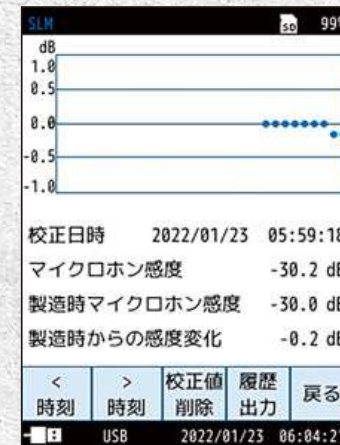 SLM SD 99%
dB
1.0
0.5
0.0
-0.5
-1.0
校正日時 2022/01/23 05:59:18
マイクロホン感度 -30.2 dB
製造時マイクロホン感度 -30.0 dB
製造時からの感度変化 -0.2 dB
< > 校正値 履歴 戻る
時刻 時刻 削除 出力
USB 2022/01/23 06:04:21